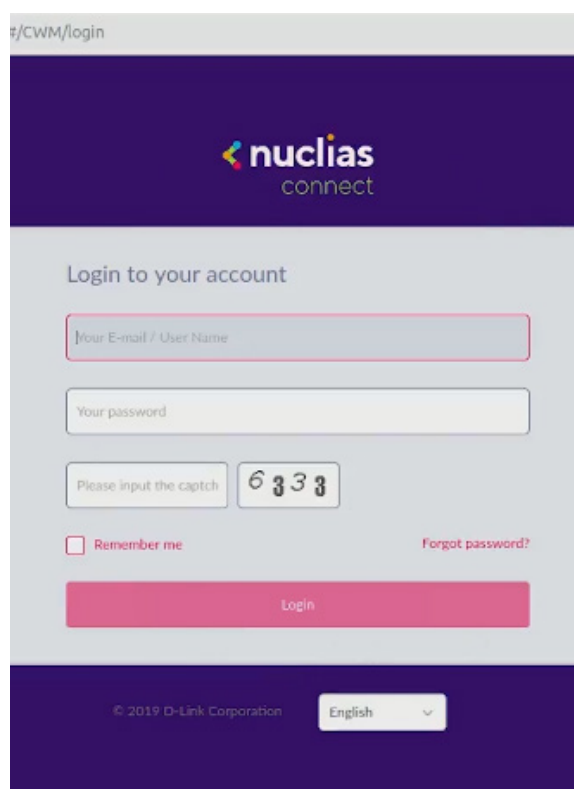 #/CWM/login
nuclias
connect
Login to your account
Your E-mail / User Name
Your password
Please input the captch
6333
Remember me
Forgot password?
Login
© 2019 D-Link Corporation
English